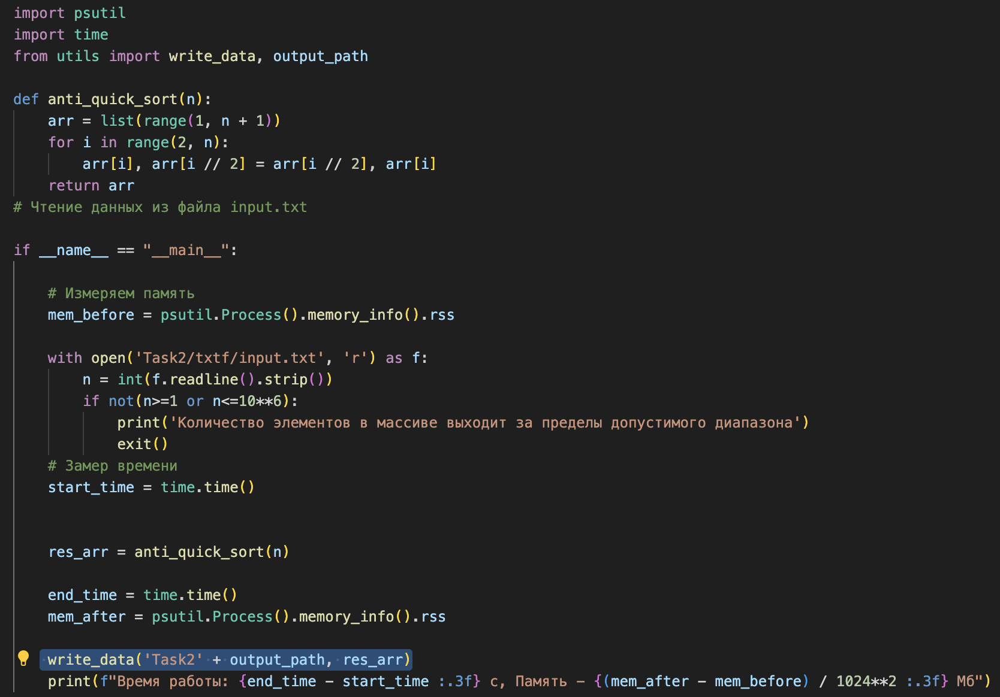 import psutil
import time
from utils import write_data, output_path
def anti_quick_sort(n):
    arr = list(range(1, n + 1))
    for i in range(2, n):
        arr[i], arr[i // 2] = arr[i // 2], arr[i]
    return arr
# Чтение данных из файла input.txt
if __name__ == "__main__":
    # Измеряем память
    mem_before = psutil.Process().memory_info().rss
    with open('Task2/txtf/input.txt', 'r') as f:
        n = int(f.readline().strip())
        if not(n>=1 or n<=10**6):
            print('Количество элементов в массиве выходит за пределы допустимого диапазона')
            exit()
    # Замер времени
    start_time = time.time()
    res_arr = anti_quick_sort(n)
    end_time = time.time()
    mem_after = psutil.Process().memory_info().rss
    write_data('Task2' + output_path, res_arr)
    print(f"Время работы: {end_time - start_time :.3f} с, Память - {(mem_after - mem_before) / 1024**2 :.3f} Мб")